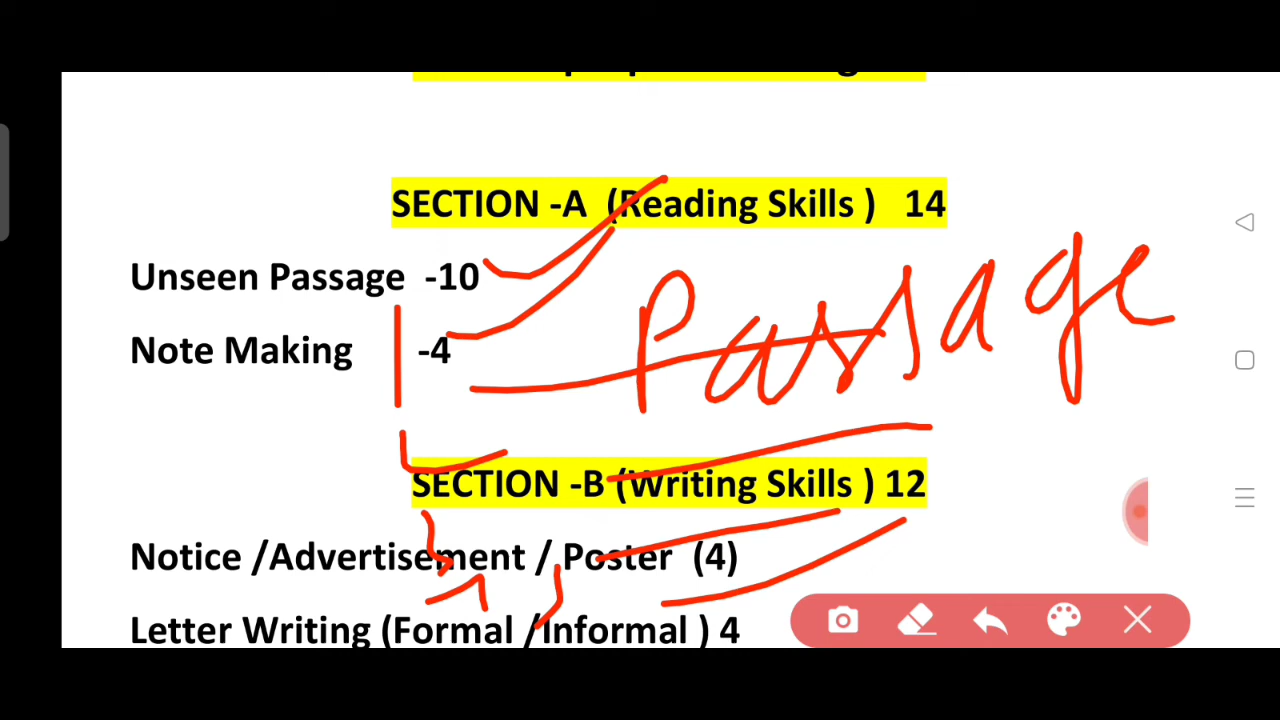 SECTION -A (Reading Skills ) 14
Unseen Passage -10
Note Making -4
Passage
SECTION -B (Writing Skills ) 12
Notice /Advertisement / Poster (4)
Letter Writing (Formal /Informal ) 4